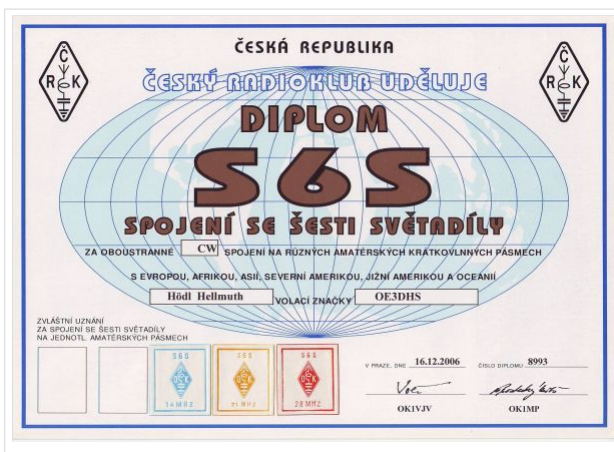 ČESKÁ REPUBLIKA
ČRK
ČRK
ČESKÝ RADIOKLUB UDĚLUJE
DIPLOM
S6S
SPOJENÍ SE ŠESTI SVĚTADÍLY
ZA OBOUSTRANNÉ CW SPOJENÍ NA RŮZNÝCH AMATÉRSKÝCH KRÁTKOVLNNÝCH PÁSMECH
S EVROPOU, AFRIKOU, ASIÍ, SEVERNÍ AMERIKOU, JIŽNÍ AMERIKOU A OCEÁNIÍ
Hödl Hellmuth VOLACÍ ZNAČKY OE3DHS
ZVLÁŠTNÍ UZNÁNÍ
ZA SPOJENÍ SE ŠESTI SVĚTADÍLY
NA JEDNOTL. AMATÉRSKÝCH PÁSMECH
S6S S6S S6S
14 MHz 21 MHz 28 MHz
V PRAZE, DNE 16.12.2006 ČÍSLO DIPLOMU 8993
OK1VJV OK1MP